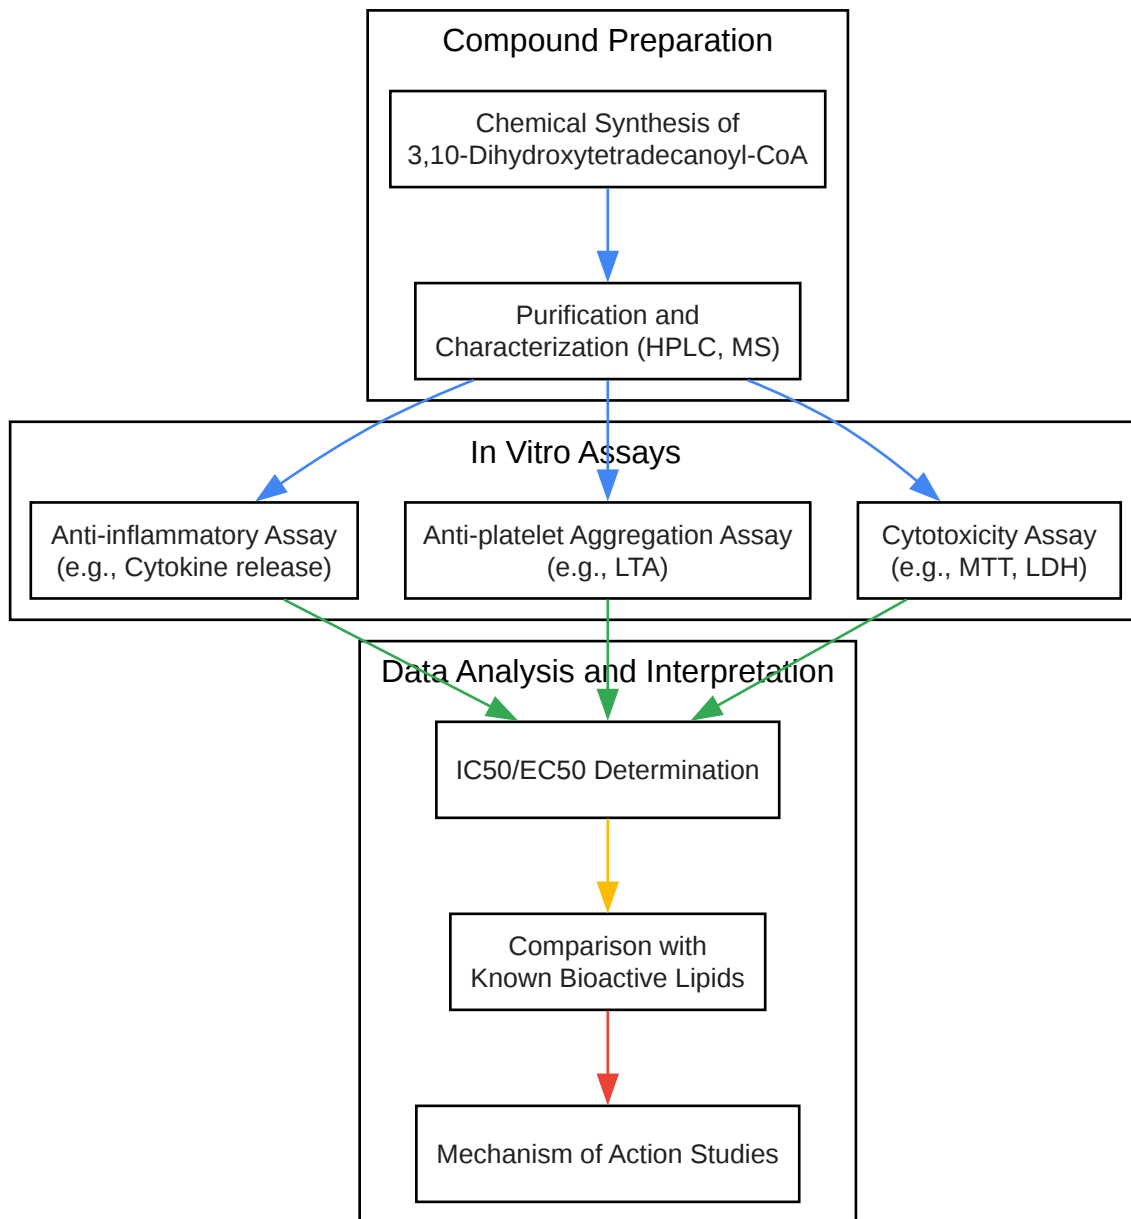 Compound Preparation
Chemical Synthesis of
3,10-Dihydroxytetradecanoyl-CoA
Purification and
Characterization (HPLC, MS)
In Vitro Assays
Anti-inflammatory Assay
(e.g., Cytokine release)
Anti-platelet Aggregation Assay
(e.g., LTA)
Cytotoxicity Assay
(e.g., MTT, LDH)
Data Analysis and Interpretation
IC50/EC50 Determination
Comparison with
Known Bioactive Lipids
Mechanism of Action Studies